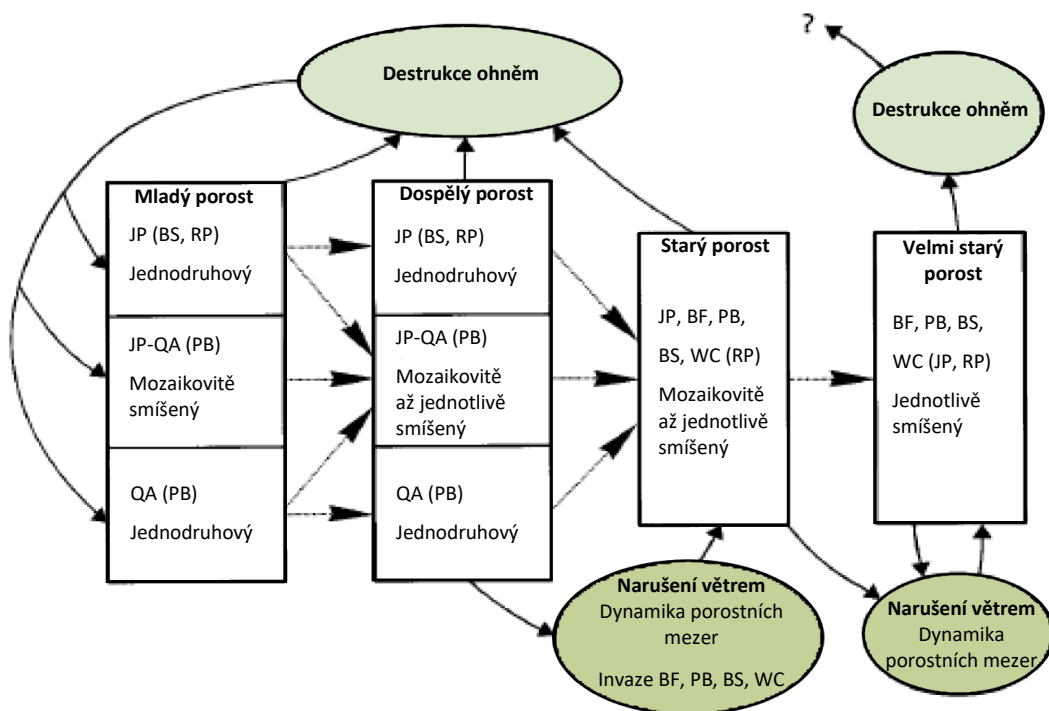 Destrukce ohněm
?
Destrukce ohněm
Mladý porost
JP (BS, RP)
Jednodruhový
JP-QA (PB)
Mozaikovitě
smíšený
QA (PB)
Jednodruhový
Dospělý porost
JP (BS, RP)
Jednodruhový
JP-QA (PB)
Mozaikovitě
až jednotlivě
smíšený
QA (PB)
Jednodruhový
Starý porost
JP, BF, PB,
BS, WC (RP)
Mozaikovitě
až jednotlivě
smíšený
Velmi starý
porost
BF, PB, BS,
WC (JP, RP)
Jednotlivě
smíšený
Narušení větrem
Dynamika porostních
mezer
Invaze BF, PB, BS, WC
Narušení větrem
Dynamika
porostních mezer